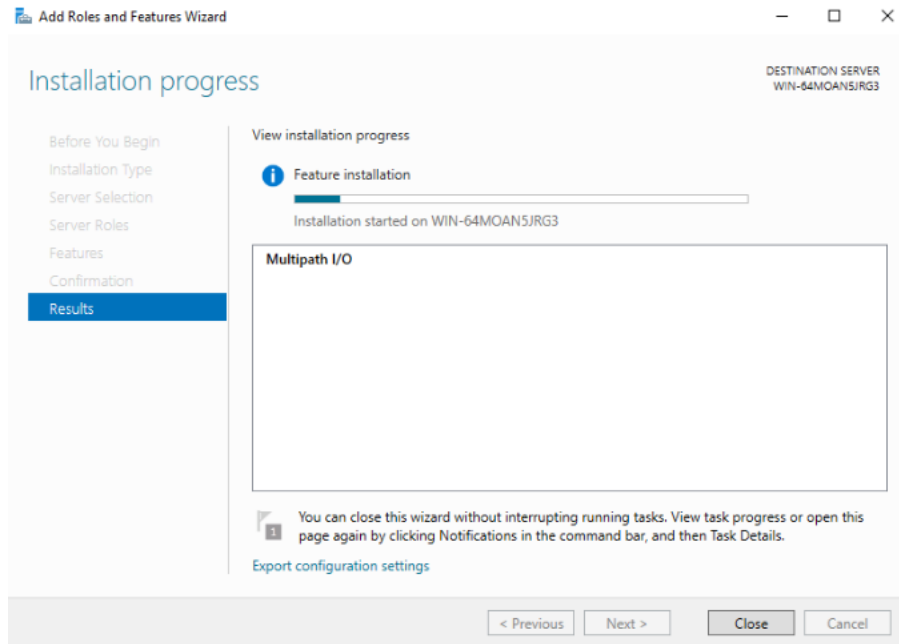 Add Roles and Features Wizard
Installation progress
DESTINATION SERVER
WIN-64MOAN5JRG3
Before You Begin
Installation Type
Server Selection
Server Roles
Features
Confirmation
Results
View installation progress
Feature installation
Installation started on WIN-64MOAN5JRG3
Multipath I/O
1
You can close this wizard without interrupting running tasks. View task progress or open this
page again by clicking Notifications in the command bar, and then Task Details.
Export configuration settings
< Previous
Next >
Close
Cancel